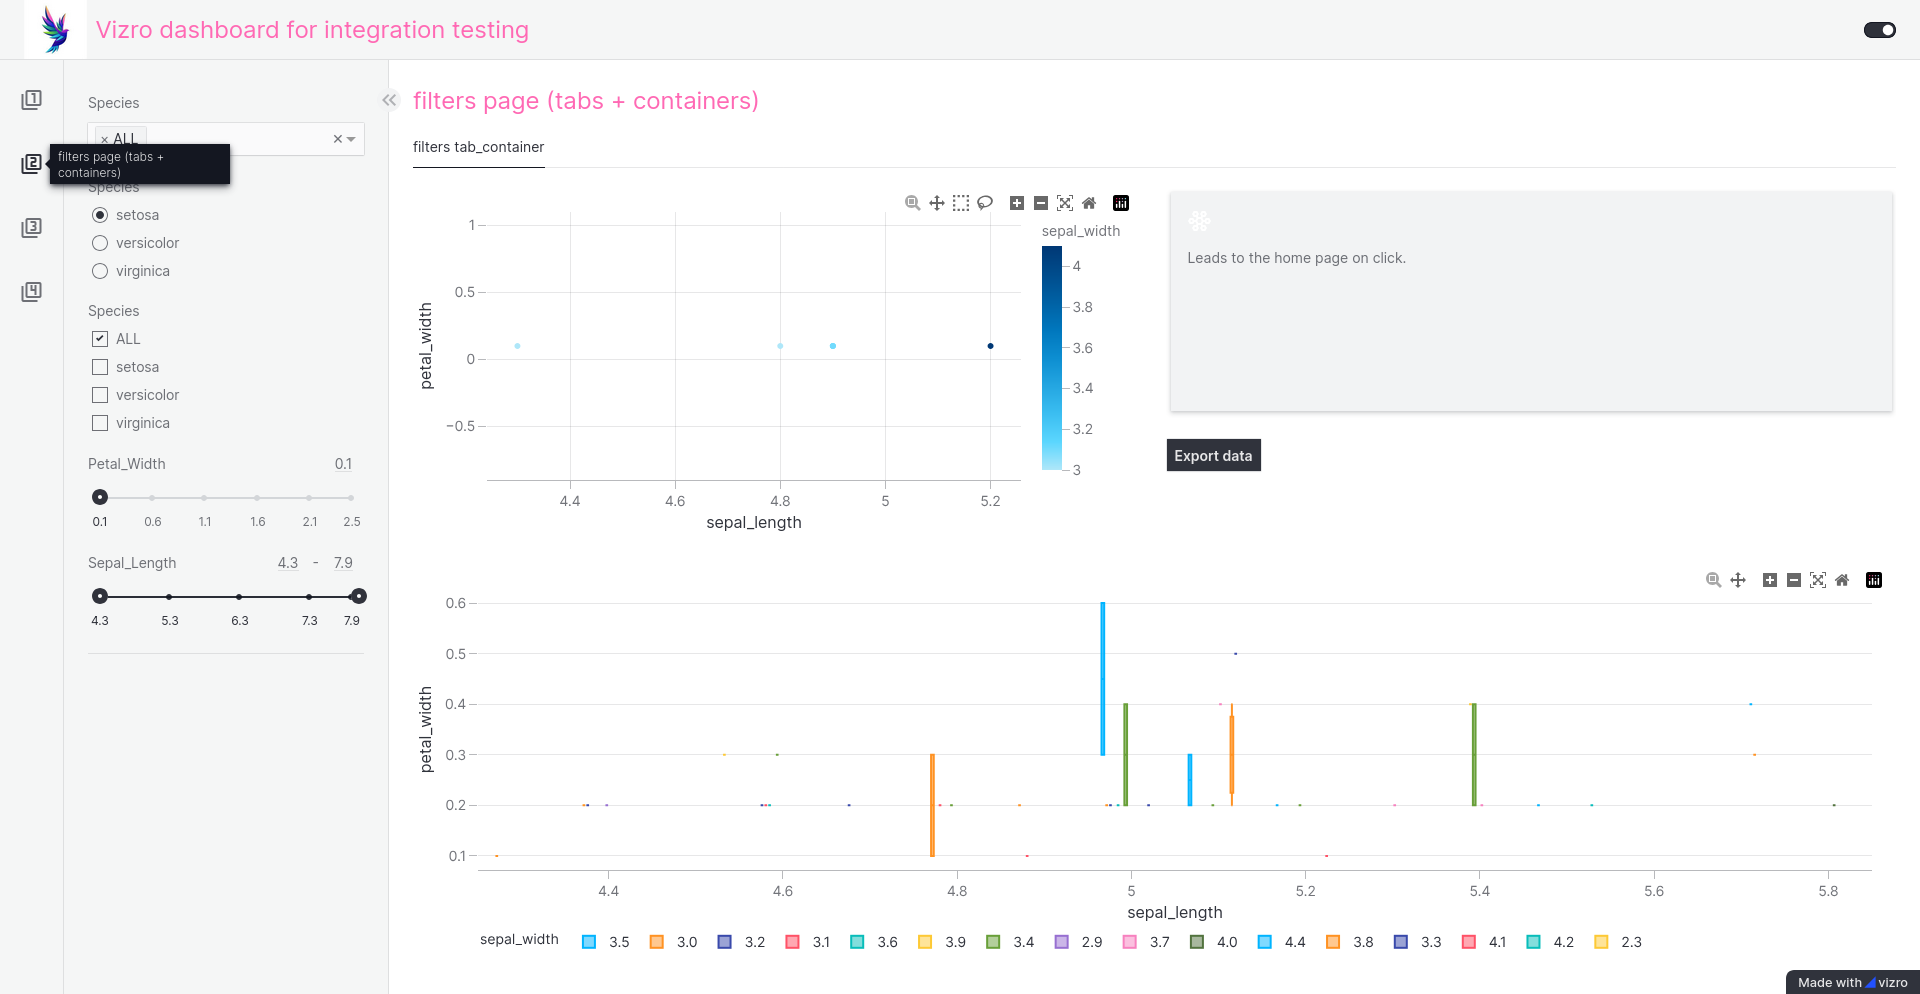 Vizro dashboard for integration testing
1
2
3
4
filters page (tabs +
containers)
Species
× ALL
Species
setosa
versicolor
virginica
Species
ALL
setosa
versicolor
virginica
Petal_Width 0.1
0.1 0.6 1.1 1.6 2.1 2.5
Sepal_Length 4.3 - 7.9
4.3 5.3 6.3 7.3 7.9
filters page (tabs + containers)
filters tab_container
1
0.5
0
−0.5
petal_width
4.4 4.6 4.8 5 5.2
sepal_length
sepal_width
4
3.8
3.6
3.4
3.2
3
Leads to the home page on click.
Export data
0.6
0.5
0.4
0.3
0.2
0.1
petal_width
4.4 4.6 4.8 5 5.2 5.4 5.6 5.8
sepal_length
sepal_width 3.5 3.0 3.2 3.1 3.6 3.9 3.4 2.9 3.7 4.0 4.4 3.8 3.3 4.1 4.2 2.3
Made with vizro